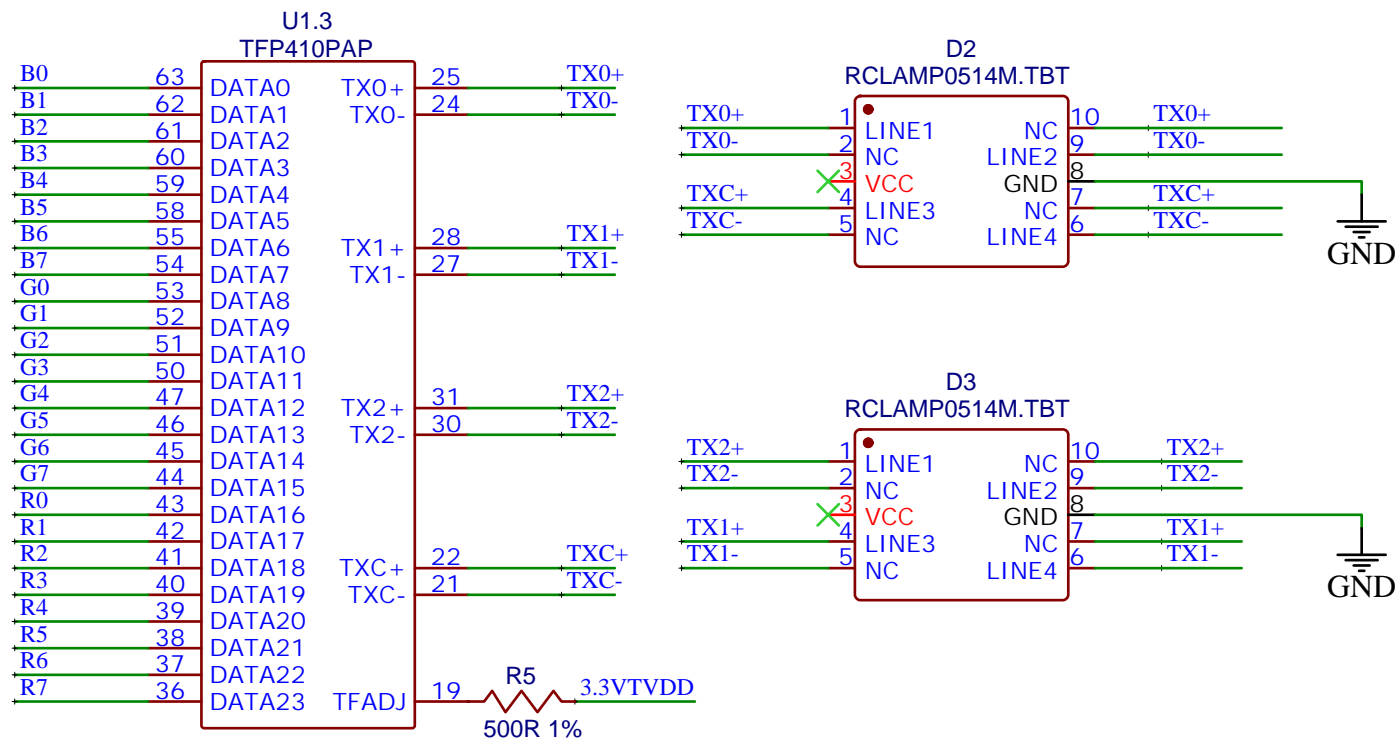 U1.3
TFP410PAP
B0 63 DATA0 TX0+ 25 TX0+
B1 62 DATA1 TX0- 24 TX0-
B2 61 DATA2
B3 60 DATA3
B4 59 DATA4
B5 58 DATA5
B6 55 DATA6 TX1+ 28 TX1+
B7 54 DATA7 TX1- 27 TX1-
G0 53 DATA8
G1 52 DATA9
G2 51 DATA10
G3 50 DATA11
G4 47 DATA12 TX2+ 31 TX2+
G5 46 DATA13 TX2- 30 TX2-
G6 45 DATA14
G7 44 DATA15
R0 43 DATA16
R1 42 DATA17
R2 41 DATA18 TXC+ 22 TXC+
R3 40 DATA19 TXC- 21 TXC-
R4 39 DATA20
R5 38 DATA21
R6 37 DATA22
R7 36 DATA23 TFADJ 19 R5 3.3VTVDD
500R 1%
D2
RCLAMP0514M.TBT
TX0+ 1 LINE1 NC 10 TX0+
TX0- 2 NC LINE2 9 TX0-
3 VCC GND 8
TXC+ 4 LINE3 NC 7 TXC+
TXC- 5 NC LINE4 6 TXC-
GND
D3
RCLAMP0514M.TBT
TX2+ 1 LINE1 NC 10 TX2+
TX2- 2 NC LINE2 9 TX2-
3 VCC GND 8
TX1+ 4 LINE3 NC 7 TX1+
TX1- 5 NC LINE4 6 TX1-
GND